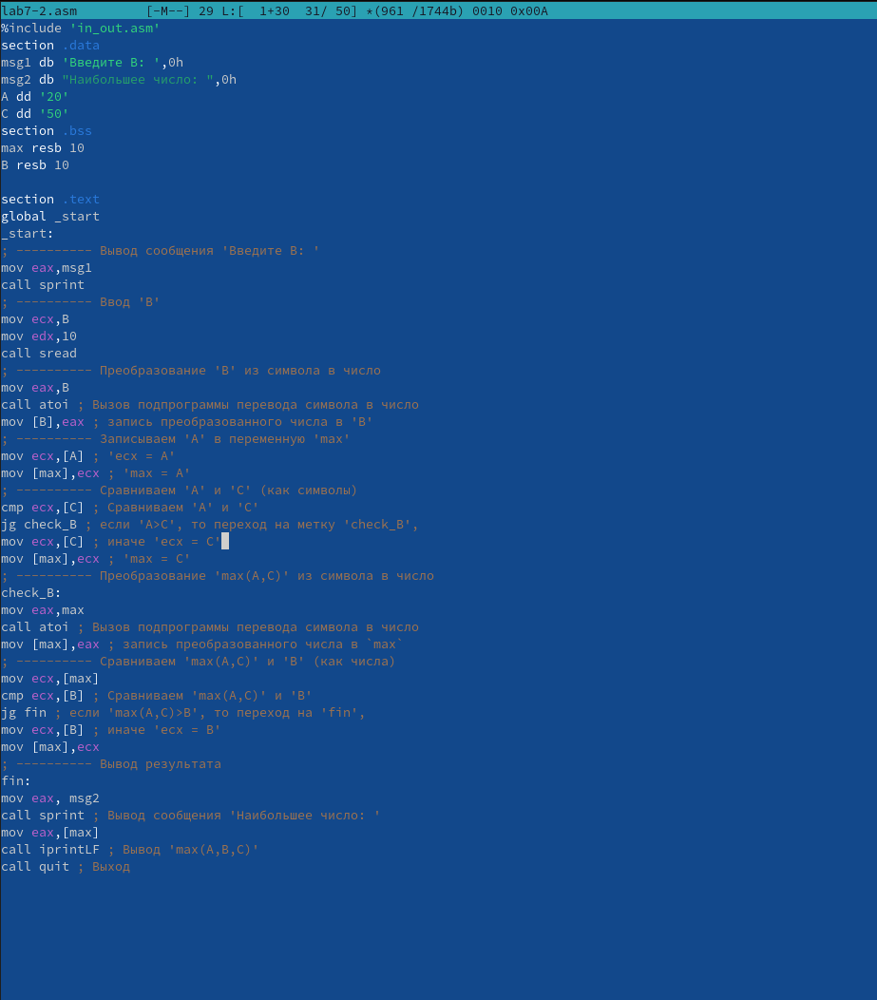 lab7-2.asm [-M--] 29 L:[ 1+30 31/ 50] *(961 /1744b) 0010 0x00A
%include 'in_out.asm'
section .data
msg1 db 'Введите B: ',0h
msg2 db "Наибольшее число: ",0h
A dd '20'
C dd '50'
section .bss
max resb 10
B resb 10
section .text
global _start
_start:
; ---------- Вывод сообщения 'Введите B: '
mov eax,msg1
call sprint
; ---------- Ввод 'B'
mov ecx,B
mov edx,10
call sread
; ---------- Преобразование 'B' из символа в число
mov eax,B
call atoi ; Вызов подпрограммы перевода символа в число
mov [B],eax ; запись преобразованного числа в 'B'
; ---------- Записываем 'A' в переменную 'max'
mov ecx,[A] ; 'ecx = A'
mov [max],ecx ; 'max = A'
; ---------- Сравниваем 'A' и 'С' (как символы)
cmp ecx,[C] ; Сравниваем 'A' и 'С'
jg check_B ; если 'A>C', то переход на метку 'check_B',
mov ecx,[C] ; иначе 'ecx = C'
mov [max],ecx ; 'max = C'
; ---------- Преобразование 'max(A,C)' из символа в число
check_B:
mov eax,max
call atoi ; Вызов подпрограммы перевода символа в число
mov [max],eax ; запись преобразованного числа в `max`
; ---------- Сравниваем 'max(A,C)' и 'B' (как числа)
mov ecx,[max]
cmp ecx,[B] ; Сравниваем 'max(A,C)' и 'B'
jg fin ; если 'max(A,C)>B', то переход на 'fin',
mov ecx,[B] ; иначе 'ecx = B'
mov [max],ecx
; ---------- Вывод результата
fin:
mov eax, msg2
call sprint ; Вывод сообщения 'Наибольшее число: '
mov eax,[max]
call iprintLF ; Вывод 'max(A,B,C)'
call quit ; Выход